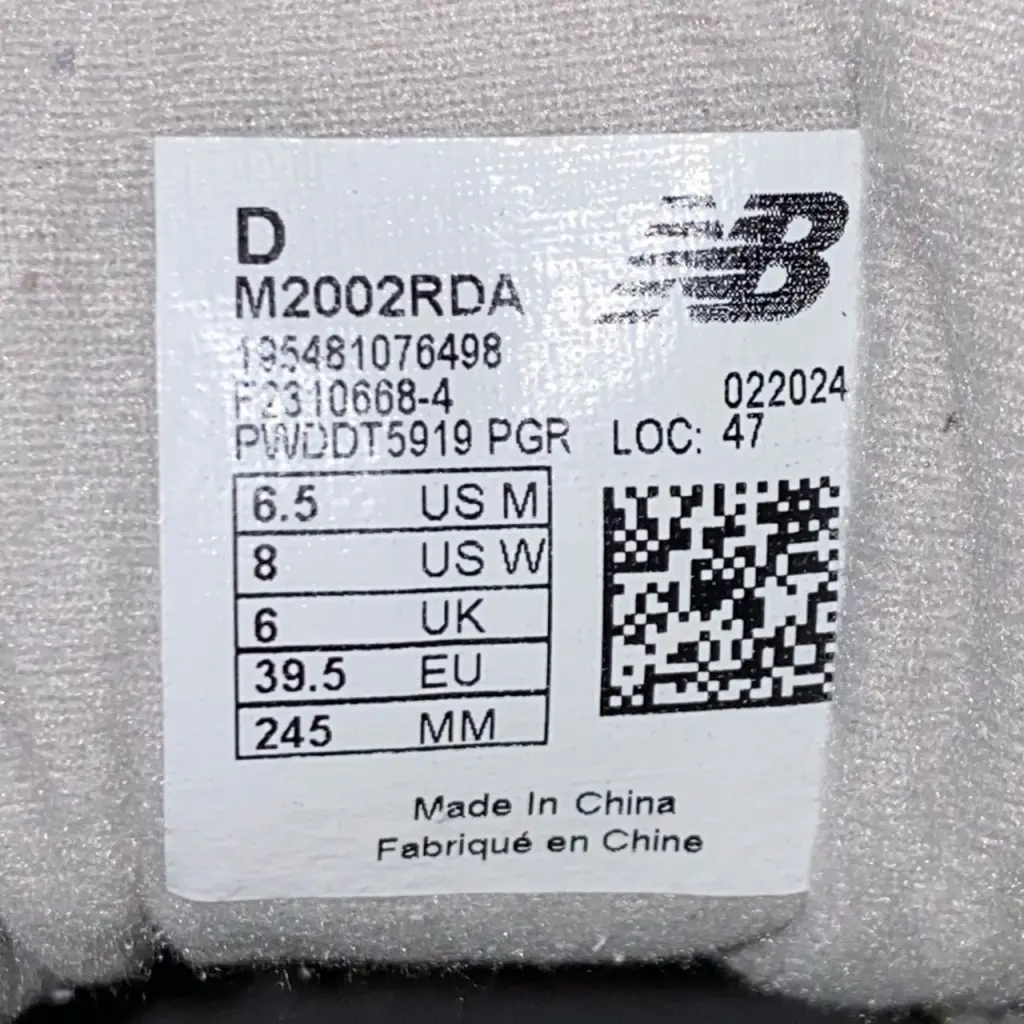 D
NB
M2002RDA
195481076498
F2310668-4 022024
PWDDT5919 PGR LOC: 47
6.5 US M
8 US W
6 UK
39.5 EU
245 MM
Made In China
Fabriqué en Chine